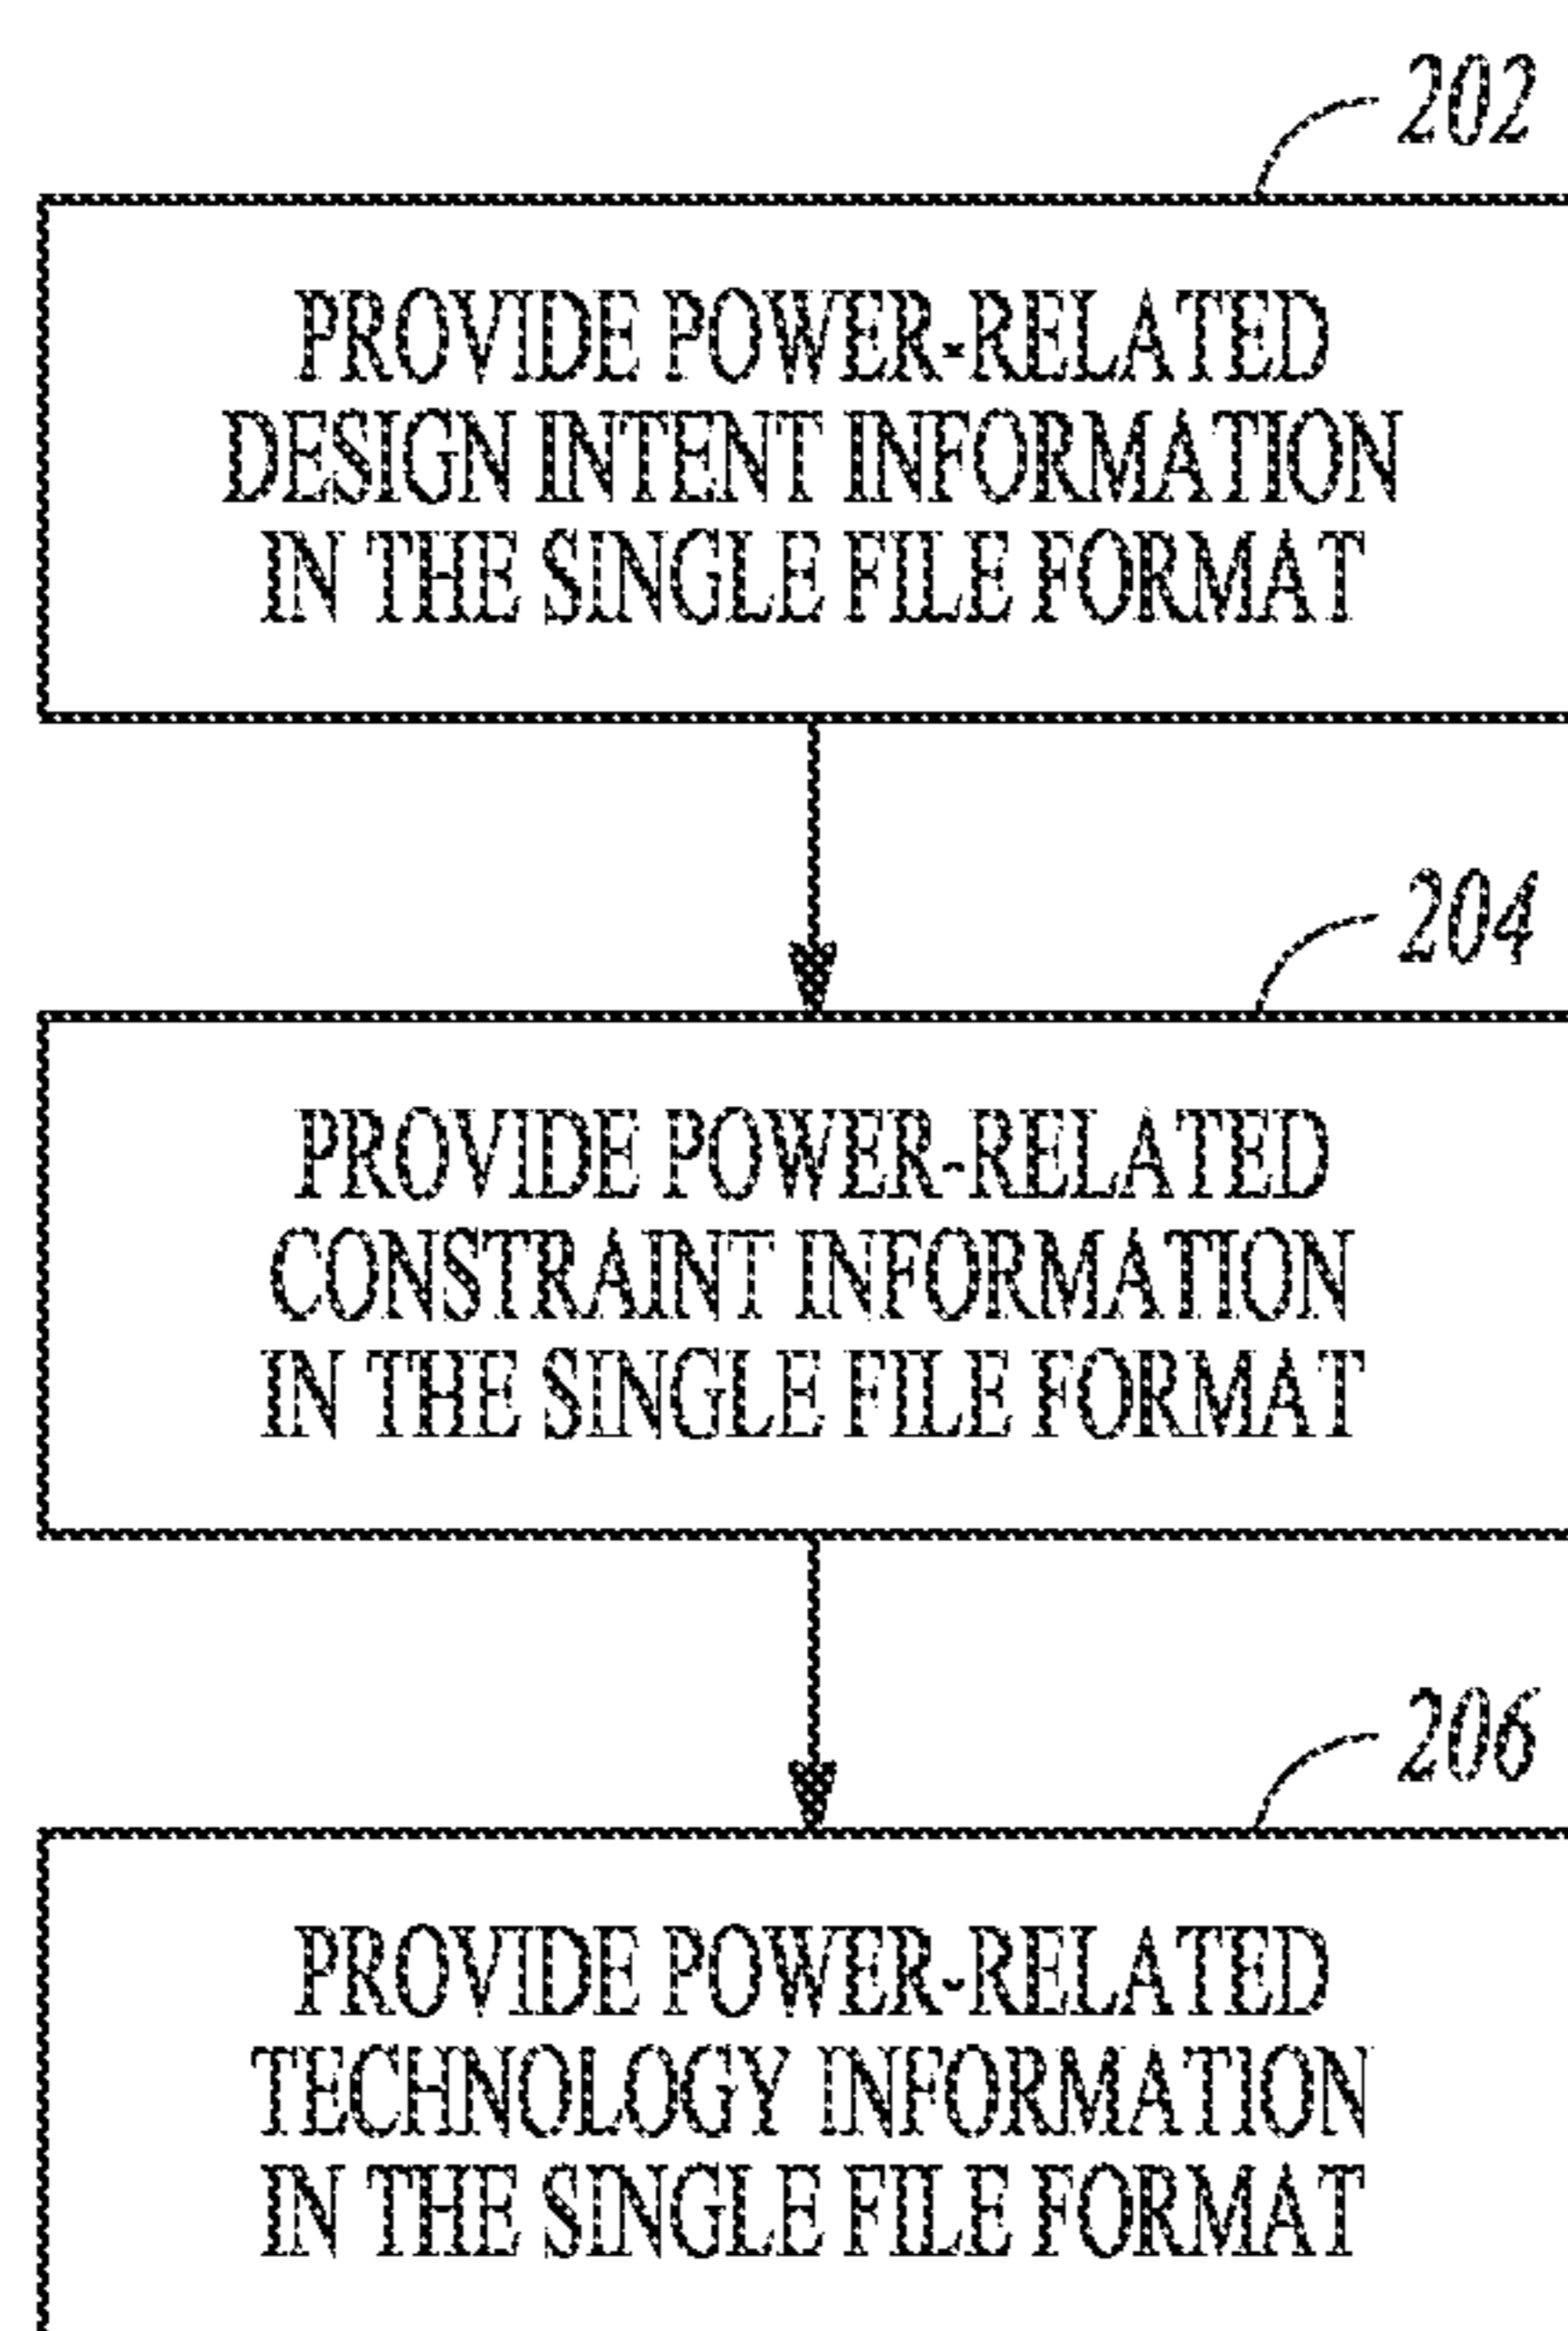 202
PROVIDE POWER-RELATED
DESIGN INTENT INFORMATION
IN THE SINGLE FILE FORMAT
204
PROVIDE POWER-RELATED
CONSTRAINT INFORMATION
IN THE SINGLE FILE FORMAT
206
PROVIDE POWER-RELATED
TECHNOLOGY INFORMATION
IN THE SINGLE FILE FORMAT